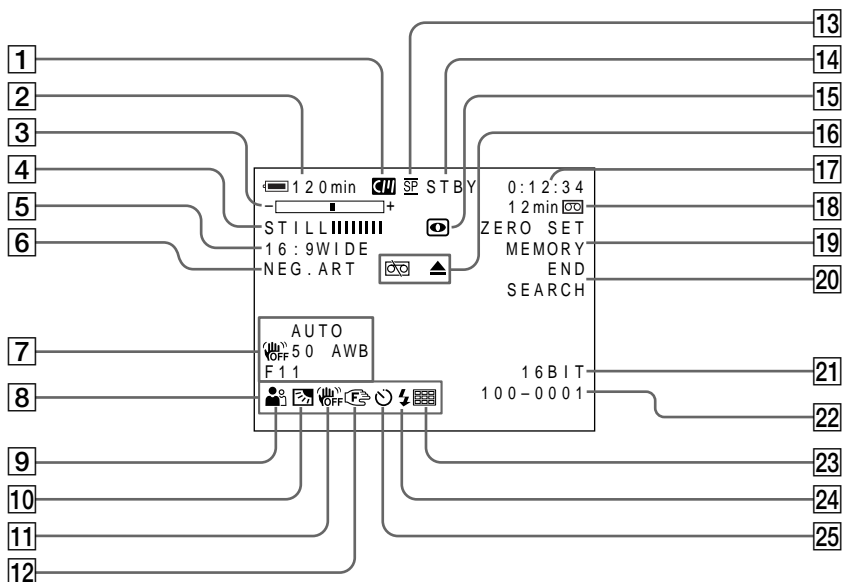 13
1
14
2
15
3
16
4
17
120min SP STBY 0:12:34
5
- + 12min
18
STILL ZERO SET
6
16:9WIDE MEMORY
19
NEG.ART END
20
SEARCH
AUTO
7
OFF 50 AWB
F11 16BIT
21
8
OFF F 100-0001
22
9
23
10
24
11
25
12